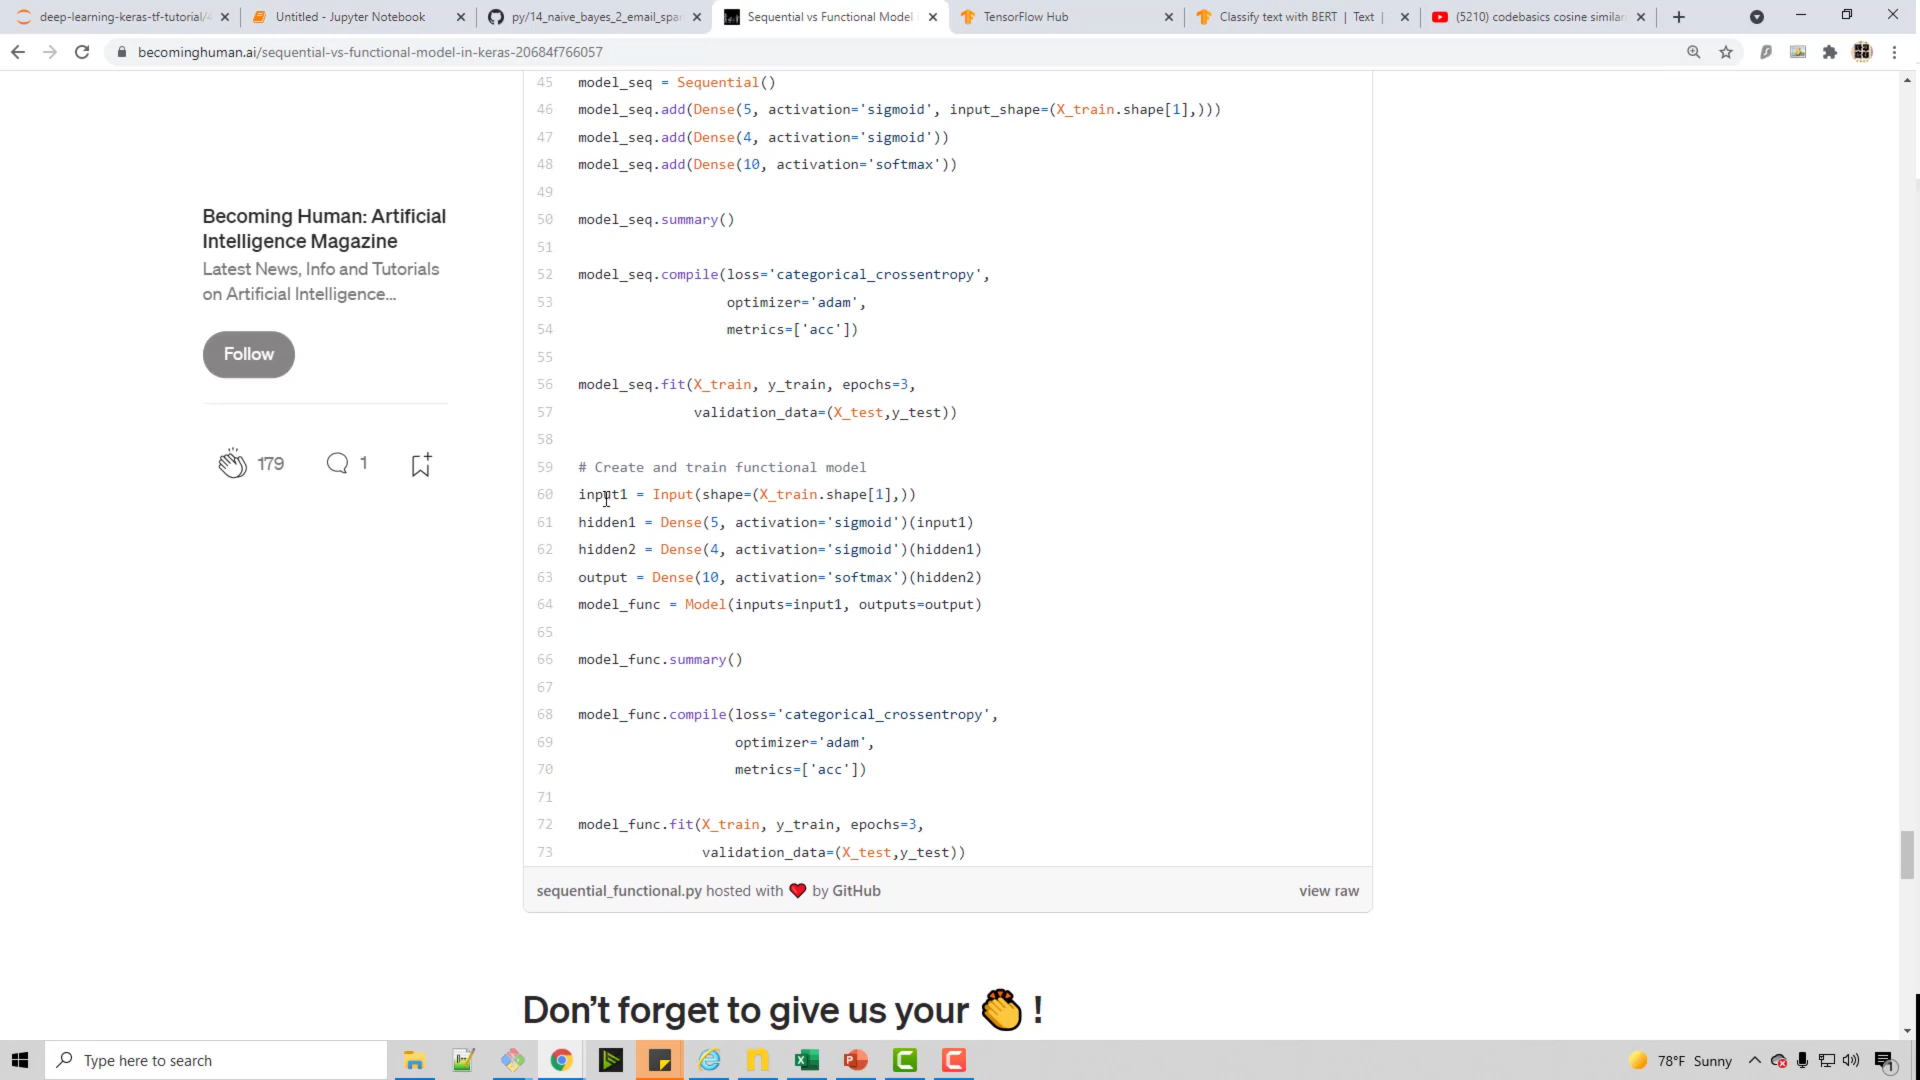 deep-learning-keras-tf-tutorial/4
Untitled - Jupyter Notebook
py/14_naive_bayes_2_email_spa
Sequential vs Functional Model
TensorFlow Hub
Classify text with BERT | Text |
(5210) codebasics cosine similar
becominghuman.ai/sequential-vs-functional-model-in-keras-20684f766057
45 model_seq = Sequential()
46 model_seq.add(Dense(5, activation='sigmoid', input_shape=(X_train.shape[1],)))
47 model_seq.add(Dense(4, activation='sigmoid'))
48 model_seq.add(Dense(10, activation='softmax'))
49
50 model_seq.summary()
51
52 model_seq.compile(loss='categorical_crossentropy',
53 optimizer='adam',
54 metrics=['acc'])
55
56 model_seq.fit(X_train, y_train, epochs=3,
57 validation_data=(X_test,y_test))
58
59 # Create and train functional model
60 input1 = Input(shape=(X_train.shape[1],))
61 hidden1 = Dense(5, activation='sigmoid')(input1)
62 hidden2 = Dense(4, activation='sigmoid')(hidden1)
63 output = Dense(10, activation='softmax')(hidden2)
64 model_func = Model(inputs=input1, outputs=output)
65
66 model_func.summary()
67
68 model_func.compile(loss='categorical_crossentropy',
69 optimizer='adam',
70 metrics=['acc'])
71
72 model_func.fit(X_train, y_train, epochs=3,
73 validation_data=(X_test,y_test))
Becoming Human: Artificial
Intelligence Magazine
Latest News, Info and Tutorials
on Artificial Intelligence...
Follow
179
1
sequential_functional.py hosted with ❤ by GitHub
view raw
Don't forget to give us your 👏 !
Type here to search
78°F Sunny
1